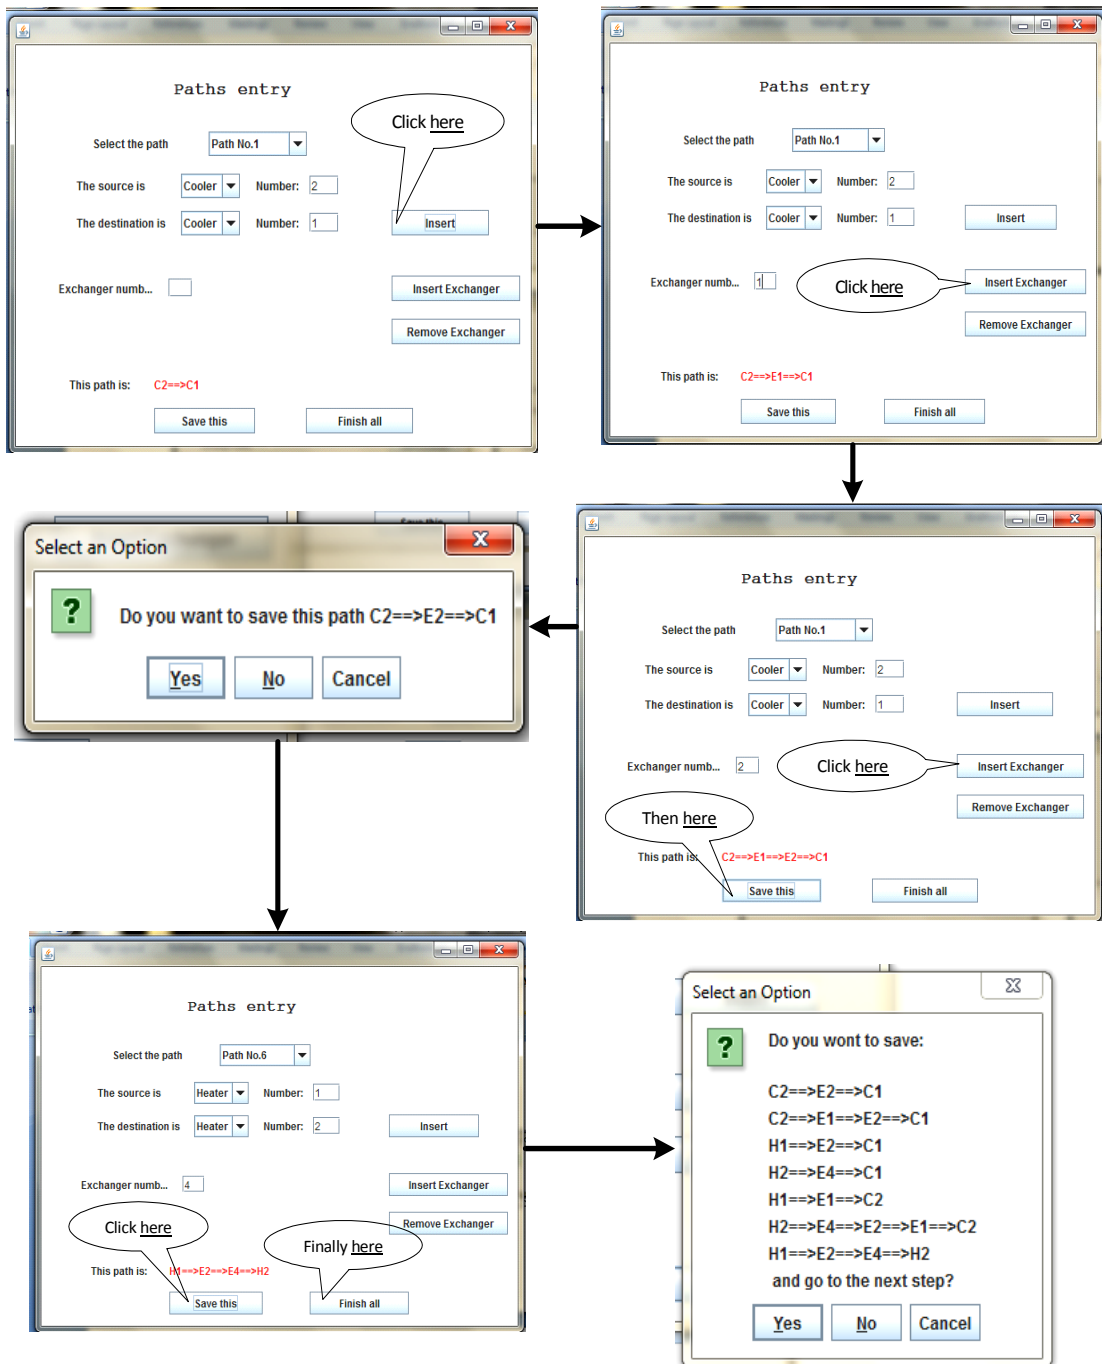 Paths entry
Click here
Select the path Path No.1
The source is Cooler Number: 2
The destination is Cooler Number: 1 Insert
Exchanger numb... Insert Exchanger
Remove Exchanger
This path is: C2==>C1
Save this Finish all
Paths entry
Select the path Path No.1
The source is Cooler Number: 2
The destination is Cooler Number: 1 Insert
Exchanger numb... 1 Click here Insert Exchanger
Remove Exchanger
This path is: C2==>E1==>C1
Save this Finish all
Paths entry
Select the path Path No.1
The source is Cooler Number: 2
The destination is Cooler Number: 1 Insert
Exchanger numb... 2 Click here Insert Exchanger
Remove Exchanger
Then here
This path is: C2==>E1==>E2==>C1
Save this Finish all
Select an Option
Do you want to save this path C2==>E2==>C1
Yes No Cancel
Paths entry
Select the path Path No.6
The source is Heater Number: 1
The destination is Heater Number: 2 Insert
Exchanger numb... 4 Insert Exchanger
Remove Exchanger
Click here
Finally here
This path is: H1==>E2==>E4==>H2
Save this Finish all
Select an Option
Do you wont to save:
C2==>E2==>C1
C2==>E1==>E2==>C1
H1==>E2==>C1
H2==>E4==>C1
H1==>E1==>C2
H2==>E4==>E2==>E1==>C2
H1==>E2==>E4==>H2
and go to the next step?
Yes No Cancel